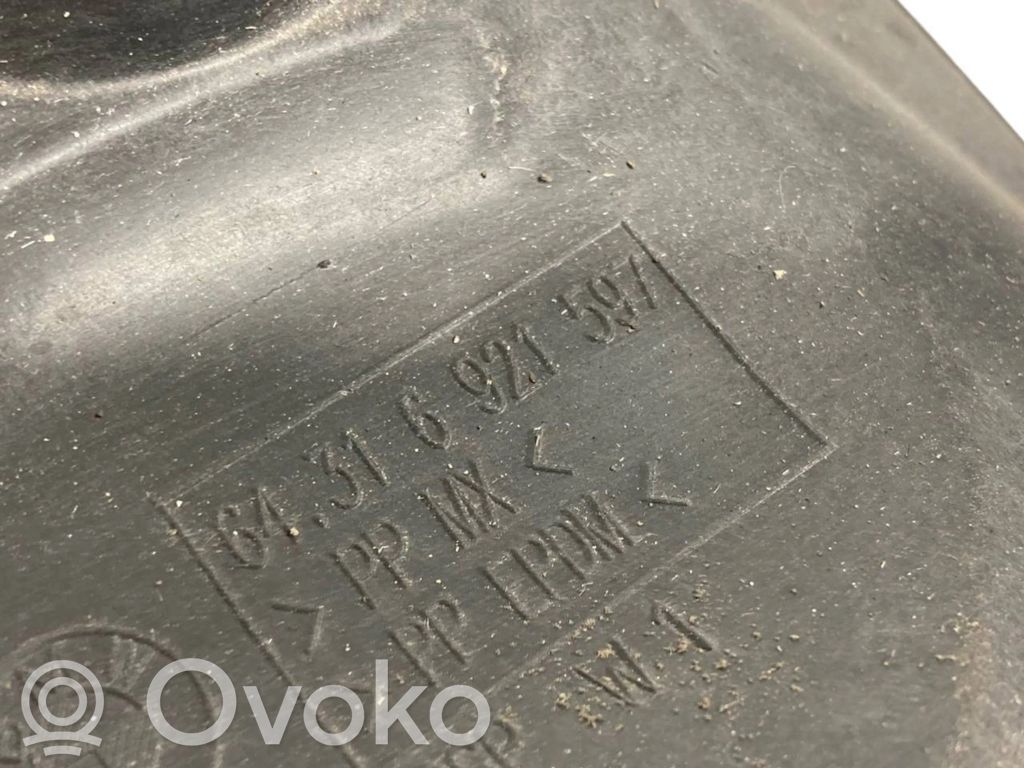 64.31 6 921 597
> PP MX <
> PP EPDM <
W.1
Ovoko